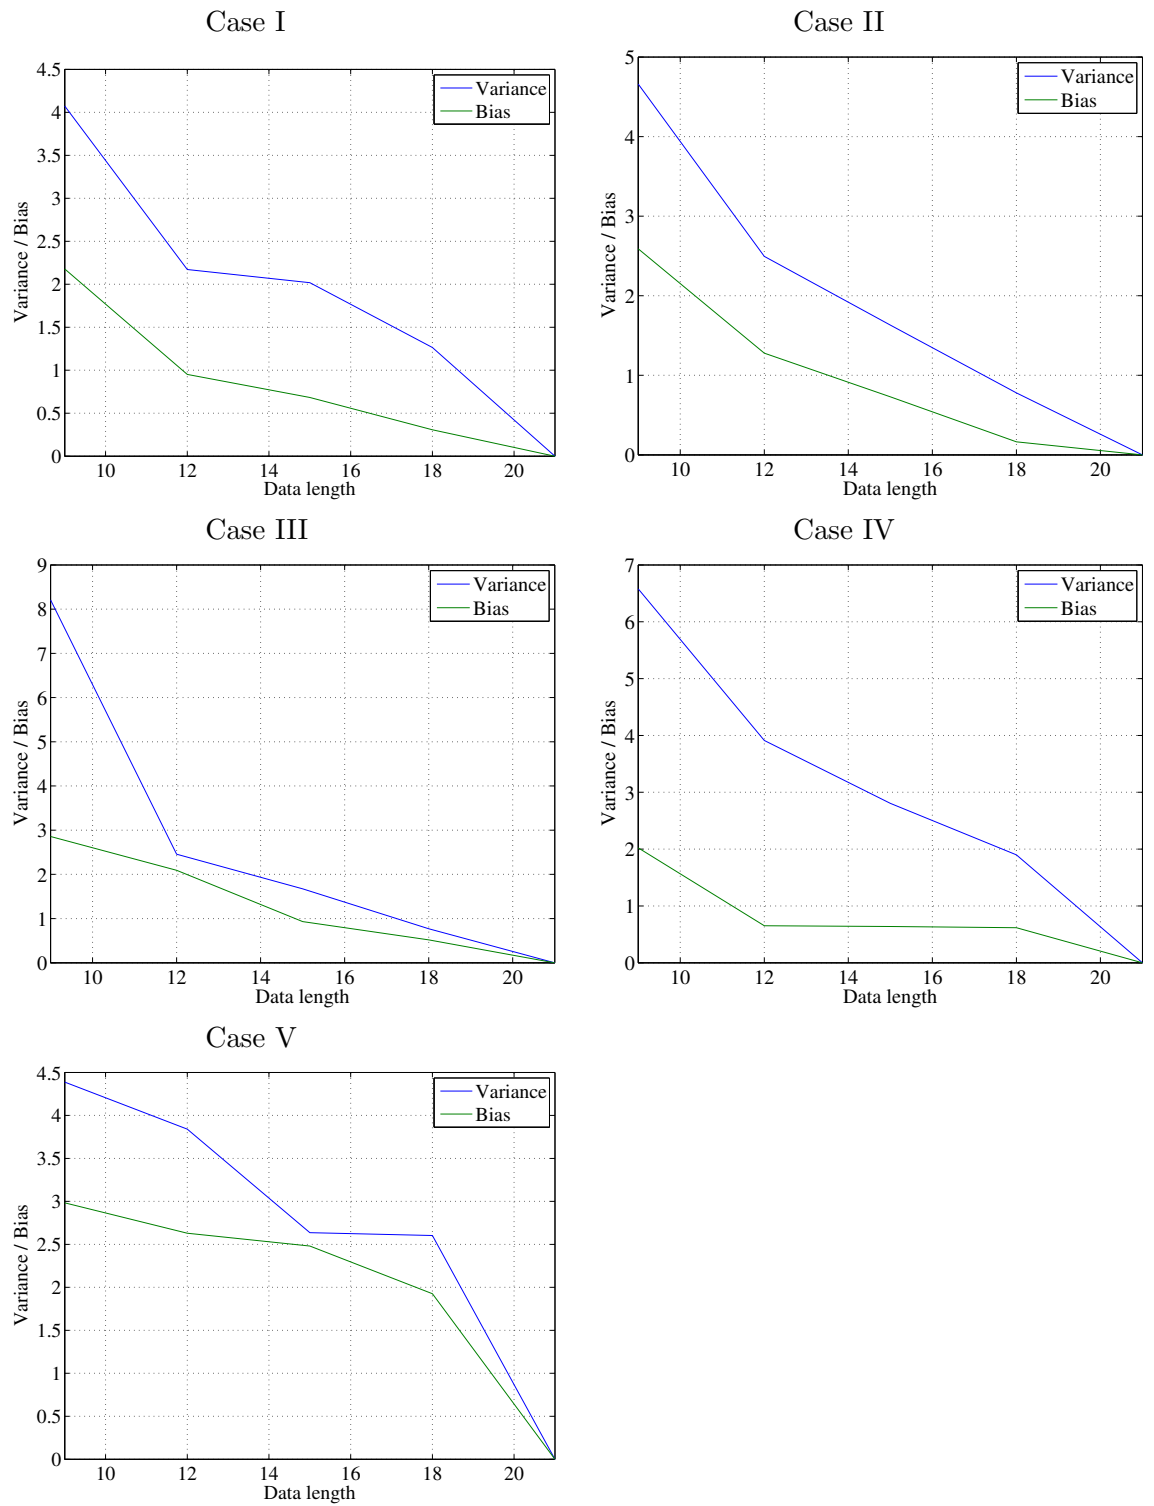 Case I
4.5
4
3.5
3
2.5
2
1.5
1
0.5
0
Variance / Bias
Variance
Bias
10 12 14 16 18 20
Data length
Case II
5
4
3
2
1
0
Variance / Bias
Variance
Bias
10 12 14 16 18 20
Data length
Case III
9
8
7
6
5
4
3
2
1
0
Variance / Bias
Variance
Bias
10 12 14 16 18 20
Data length
Case IV
7
6
5
4
3
2
1
0
Variance / Bias
Variance
Bias
10 12 14 16 18 20
Data length
Case V
4.5
4
3.5
3
2.5
2
1.5
1
0.5
0
Variance / Bias
Variance
Bias
10 12 14 16 18 20
Data length